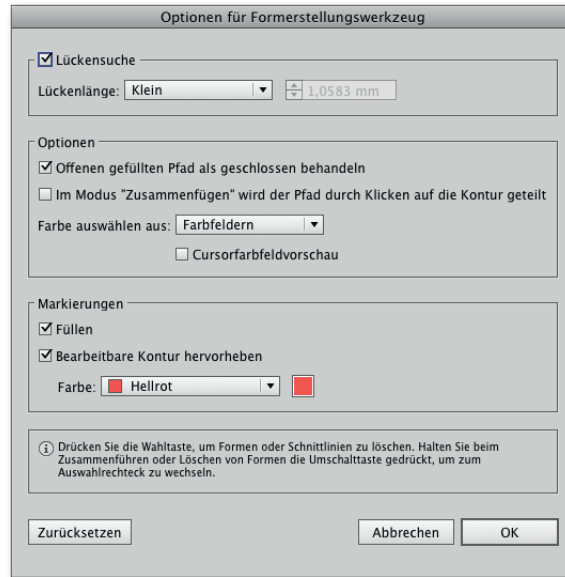 Optionen für Formerstellungswerkzeug
Lückensuche
Lückenlänge: Klein 1,0583 mm
Optionen
Offenen gefüllten Pfad als geschlossen behandeln
Im Modus "Zusammenfügen" wird der Pfad durch Klicken auf die Kontur geteilt
Farbe auswählen aus: Farbfeldern
Cursorfarbfeldvorschau
Markierungen
Füllen
Bearbeitbare Kontur hervorheben
Farbe: Hellrot
Drücken Sie die Wahltaste, um Formen oder Schnittlinien zu löschen. Halten Sie beim
Zusammenführen oder Löschen von Formen die Umschalttaste gedrückt, um zum
Auswahlrechteck zu wechseln.
Zurücksetzen Abbrechen OK